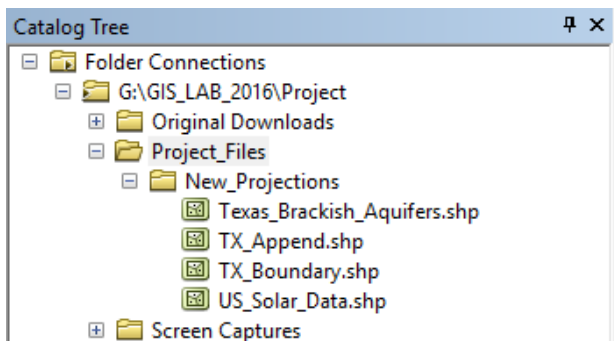 Catalog Tree
Folder Connections
G:\GIS_LAB_2016\Project
Original Downloads
Project_Files
New_Projections
Texas_Brackish_Aquifers.shp
TX_Append.shp
TX_Boundary.shp
US_Solar_Data.shp
Screen Captures